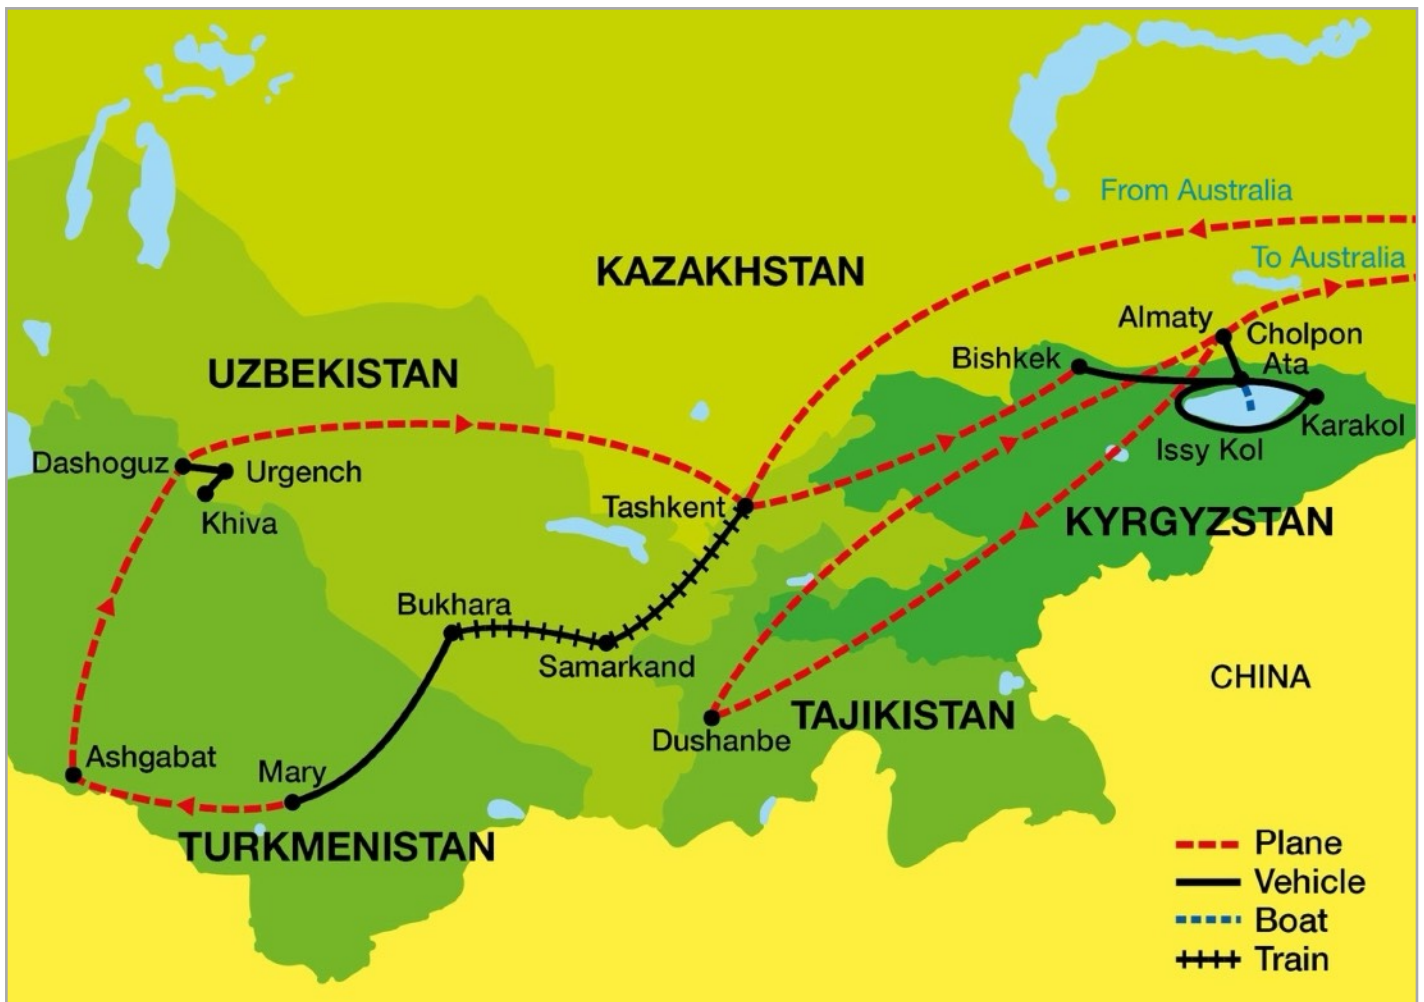 From Australia
To Australia
KAZAKHSTAN
Almaty
Cholpon
Ata
Bishkek
UZBEKISTAN
Karakol
Issy Kol
Dashoguz
Urgench
Khiva
Tashkent
KYRGYZSTAN
Bukhara
Samarkand
CHINA
TAJIKISTAN
Dushanbe
Ashgabat
Mary
TURKMENISTAN
Plane
Vehicle
Boat
Train